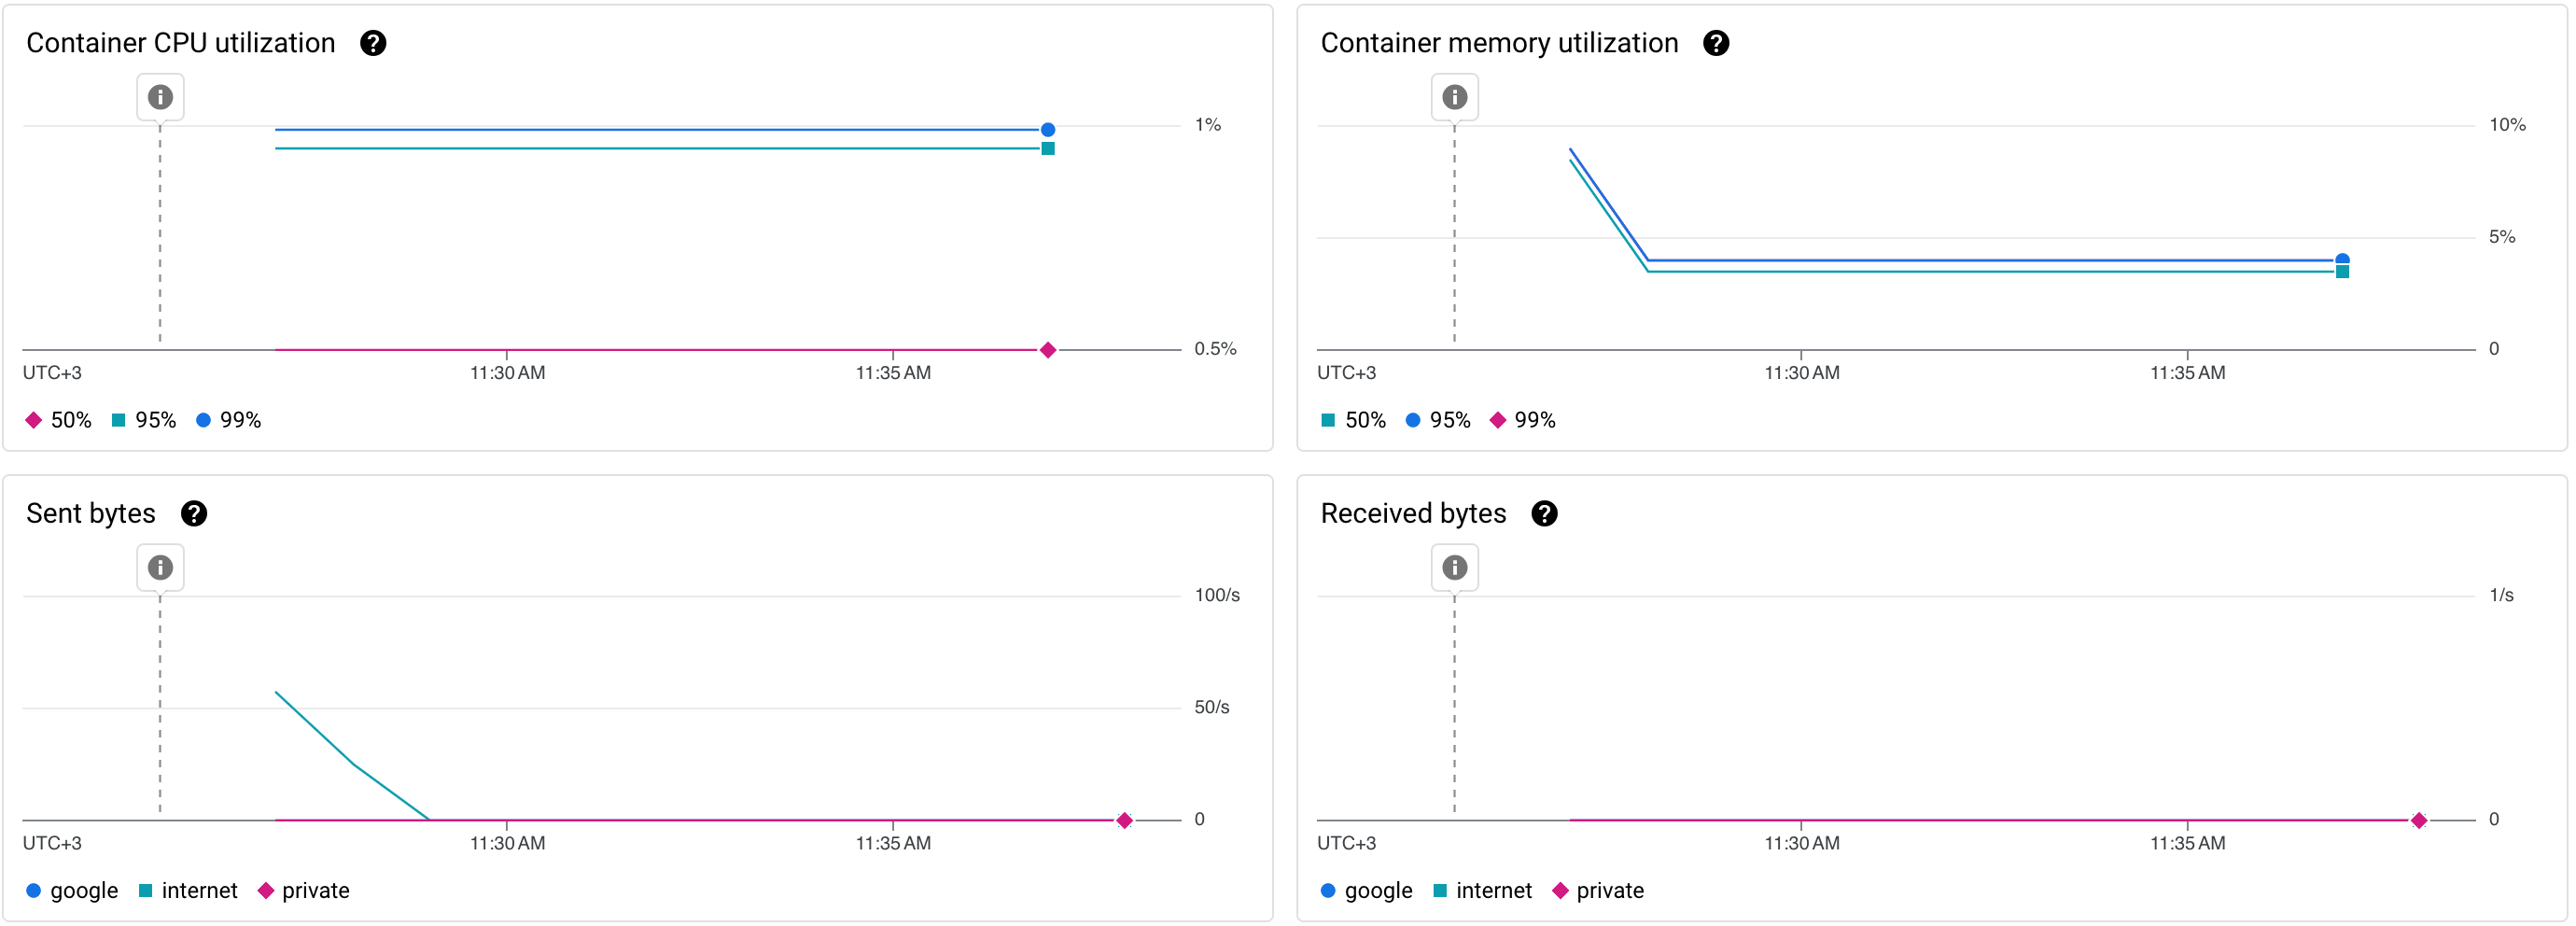 Container CPU utilization
1%
0.5%
UTC+3
11:30 AM
11:35 AM
50%
95%
99%
Container memory utilization
10%
5%
0
UTC+3
11:30 AM
11:35 AM
50%
95%
99%
Sent bytes
100/s
50/s
0
UTC+3
11:30 AM
11:35 AM
google
internet
private
Received bytes
1/s
0
UTC+3
11:30 AM
11:35 AM
google
internet
private